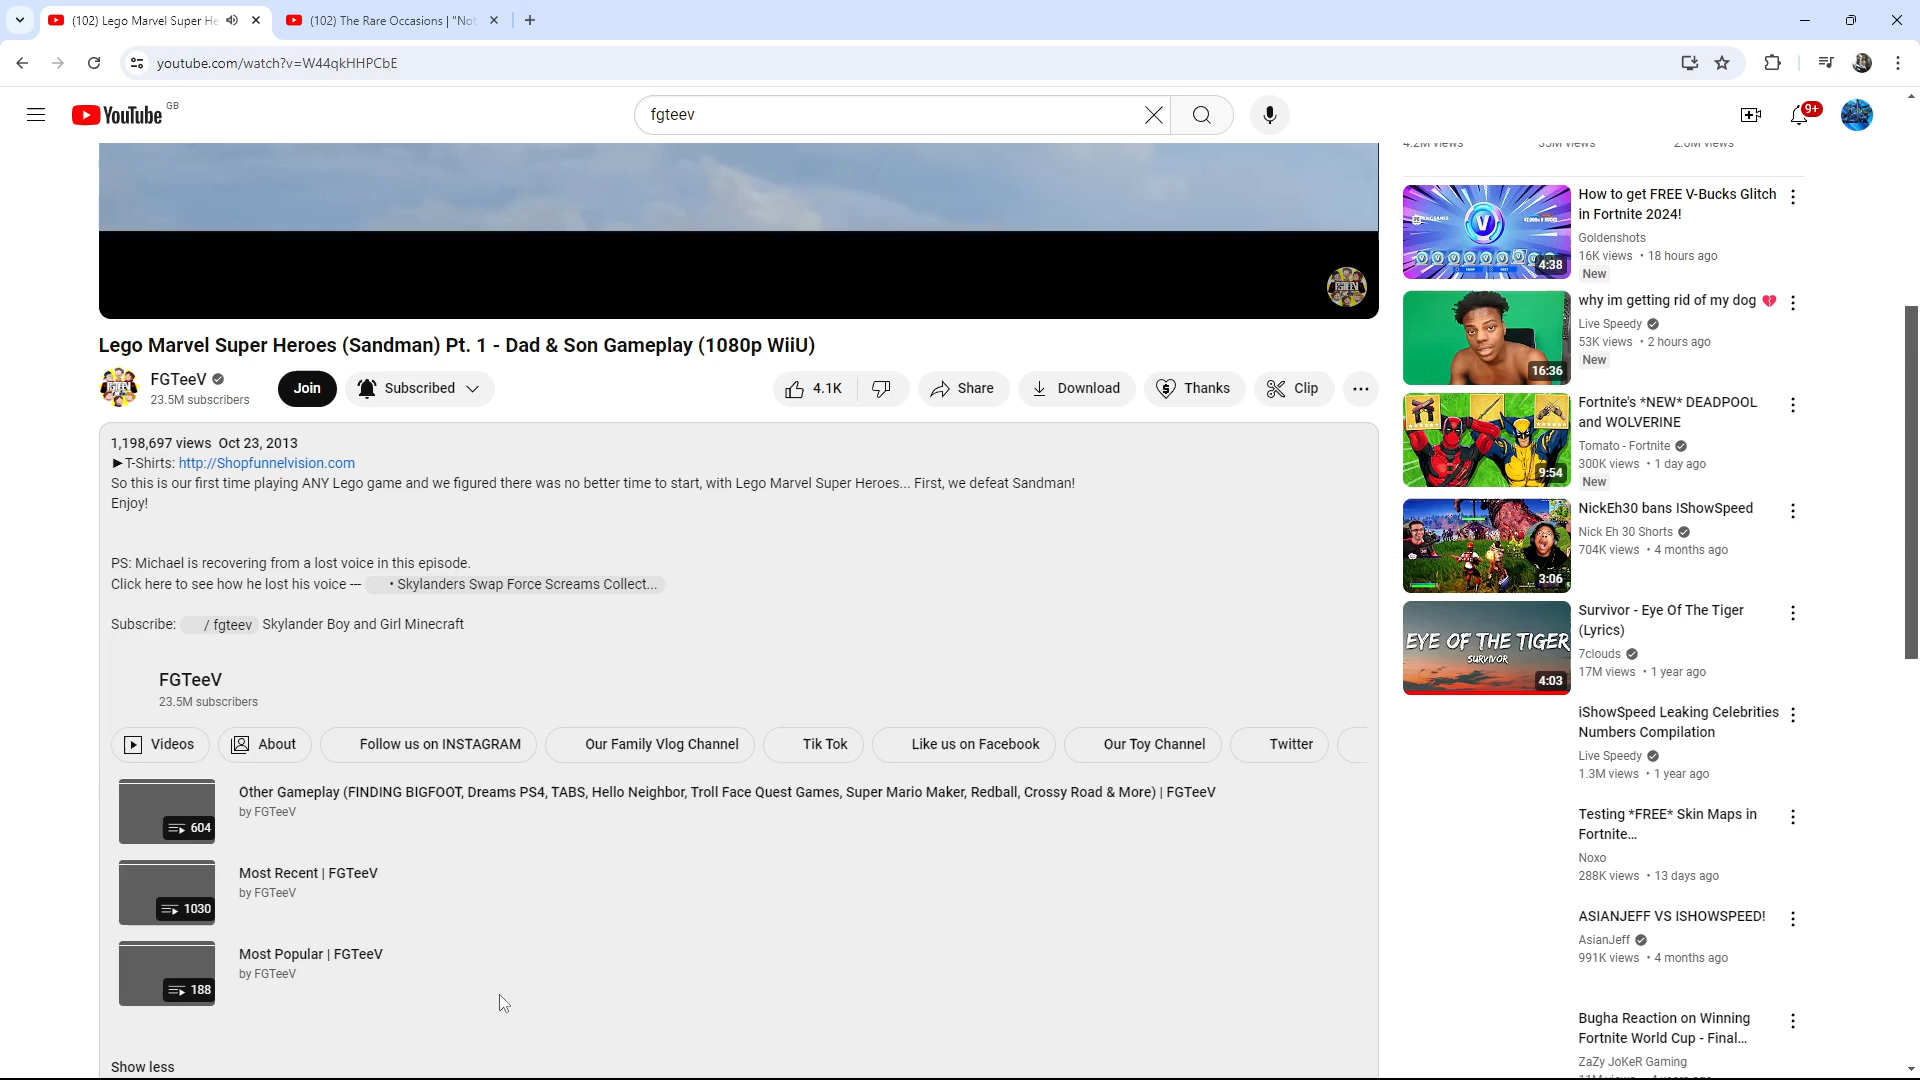 (102) Lego Marvel Super He
(102) The Rare Occasions | "Not
youtube.com/watch?v=W44qkHHPCbE
YouTube GB
fgteev
9+
4.2M views 35M views 2.6M views
Lego Marvel Super Heroes (Sandman) Pt. 1 - Dad & Son Gameplay (1080p WiiU)
FGTeeV
23.5M subscribers
Join
Subscribed
4.1K
Share
Download
Thanks
Clip
1,198,697 views Oct 23, 2013
►T-Shirts: http://Shopfunnelvision.com
So this is our first time playing ANY Lego game and we figured there was no better time to start, with Lego Marvel Super Heroes... First, we defeat Sandman!
Enjoy!
PS: Michael is recovering from a lost voice in this episode.
Click here to see how he lost his voice --- • Skylanders Swap Force Screams Collect...
Subscribe: / fgteev Skylander Boy and Girl Minecraft
FGTeeV
23.5M subscribers
Videos
About
Follow us on INSTAGRAM
Our Family Vlog Channel
Tik Tok
Like us on Facebook
Our Toy Channel
Twitter
Other Gameplay (FINDING BIGFOOT, Dreams PS4, TABS, Hello Neighbor, Troll Face Quest Games, Super Mario Maker, Redball, Crossy Road & More) | FGTeeV
by FGTeeV
604
Most Recent | FGTeeV
by FGTeeV
1030
Most Popular | FGTeeV
by FGTeeV
188
Show less
How to get FREE V-Bucks Glitch
in Fortnite 2024!
Goldenshots
16K views • 18 hours ago
New
4:38
why im getting rid of my dog 💔
Live Speedy
53K views • 2 hours ago
New
16:36
Fortnite's *NEW* DEADPOOL
and WOLVERINE
Tomato - Fortnite
300K views • 1 day ago
New
9:54
NickEh30 bans IShowSpeed
Nick Eh 30 Shorts
704K views • 4 months ago
3:06
EYE OF THE TIGER
SURVIVOR
4:03
Survivor - Eye Of The Tiger
(Lyrics)
7clouds
17M views • 1 year ago
iShowSpeed Leaking Celebrities
Numbers Compilation
Live Speedy
1.3M views • 1 year ago
Testing *FREE* Skin Maps in
Fortnite...
Noxo
288K views • 13 days ago
ASIANJEFF VS ISHOWSPEED!
AsianJeff
991K views • 4 months ago
Bugha Reaction on Winning
Fortnite World Cup - Final...
ZaZy JoKeR Gaming